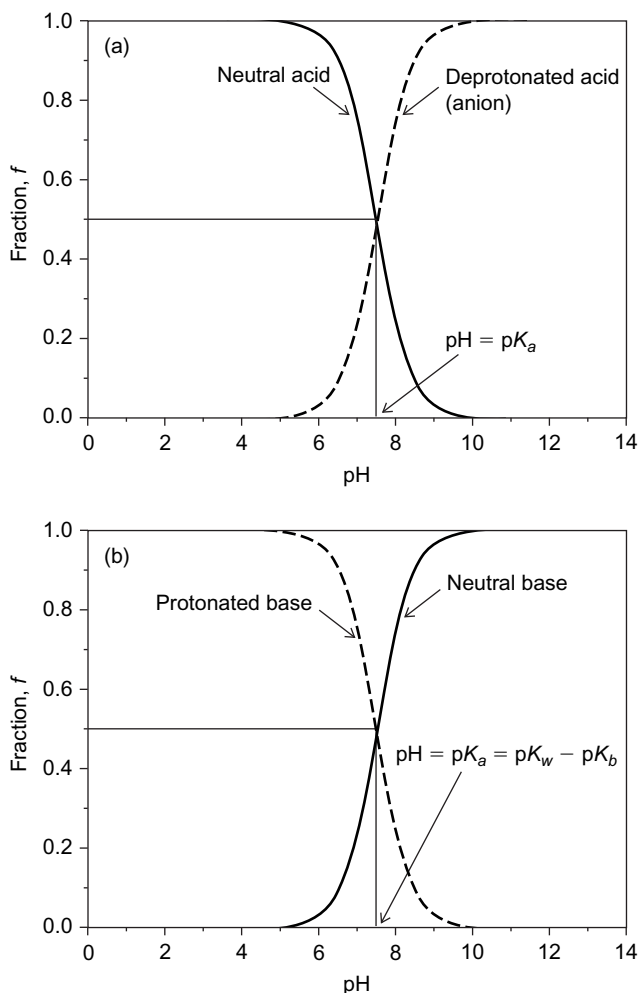 (a)
Neutral acid
Deprotonated acid
(anion)
pH = pKₐ
Fraction, f
1.0
0.8
0.6
0.4
0.2
0.0
0 2 4 6 8 10 12 14
pH
(b)
Protonated base
Neutral base
pH = pKₐ = pK_w − pK_b
Fraction, f
1.0
0.8
0.6
0.4
0.2
0.0
0 2 4 6 8 10 12 14
pH